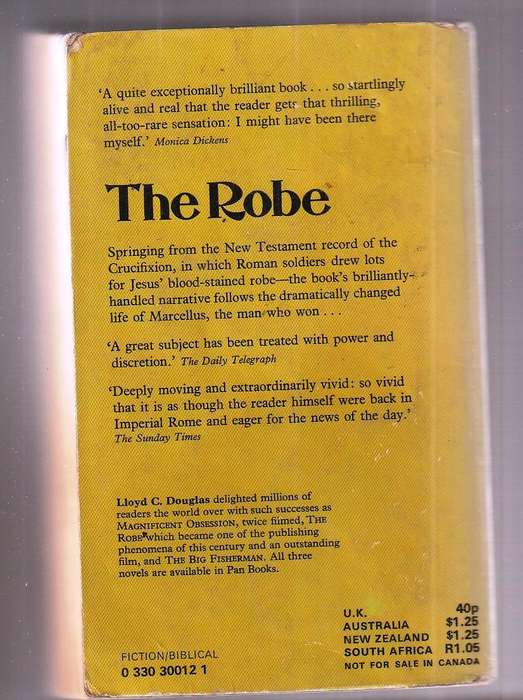 ‘A quite exceptionally brilliant book . . . so startlingly
alive and real that the reader gets that thrilling,
all-too-rare sensation: I might have been there
myself.’ Monica Dickens
The Robe
Springing from the New Testament record of the
Crucifixion, in which Roman soldiers drew lots
for Jesus’ blood-stained robe—the book’s brilliantly-
handled narrative follows the dramatically changed
life of Marcellus, the man who won . . .
‘A great subject has been treated with power and
discretion.’ The Daily Telegraph
‘Deeply moving and extraordinarily vivid: so vivid
that it is as though the reader himself were back in
Imperial Rome and eager for the news of the day.’
The Sunday Times
Lloyd C. Douglas delighted millions of
readers the world over with such successes as
MAGNIFICENT OBSESSION, twice filmed, THE
ROBE which became one of the publishing
phenomena of this century and an outstanding
film, and THE BIG FISHERMAN. All three
novels are available in Pan Books.
U.K. 40p
AUSTRALIA $1.25
NEW ZEALAND $1.25
SOUTH AFRICA R1.05
NOT FOR SALE IN CANADA
FICTION/BIBLICAL
0 330 30012 1